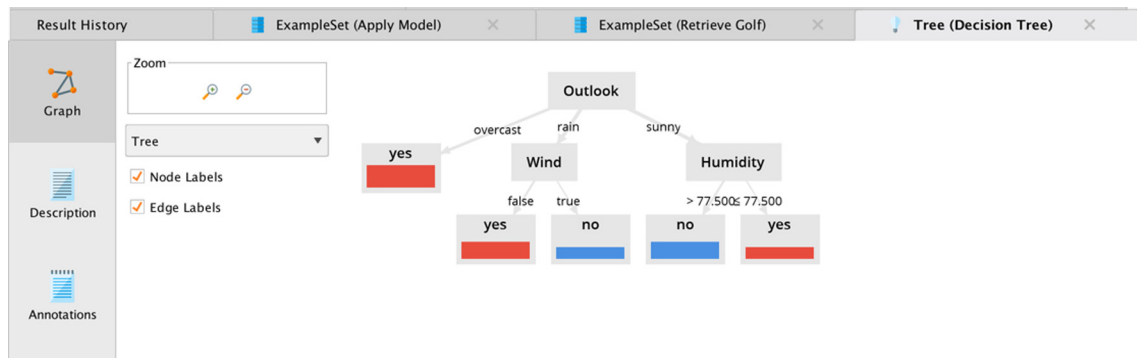 Result History
ExampleSet (Apply Model)
ExampleSet (Retrieve Golf)
Tree (Decision Tree)
Graph
Description
Annotations
Zoom
Tree
Node Labels
Edge Labels
Outlook
overcast
rain
sunny
yes
Wind
Humidity
false
true
> 77.500
≤ 77.500
yes
no
no
yes